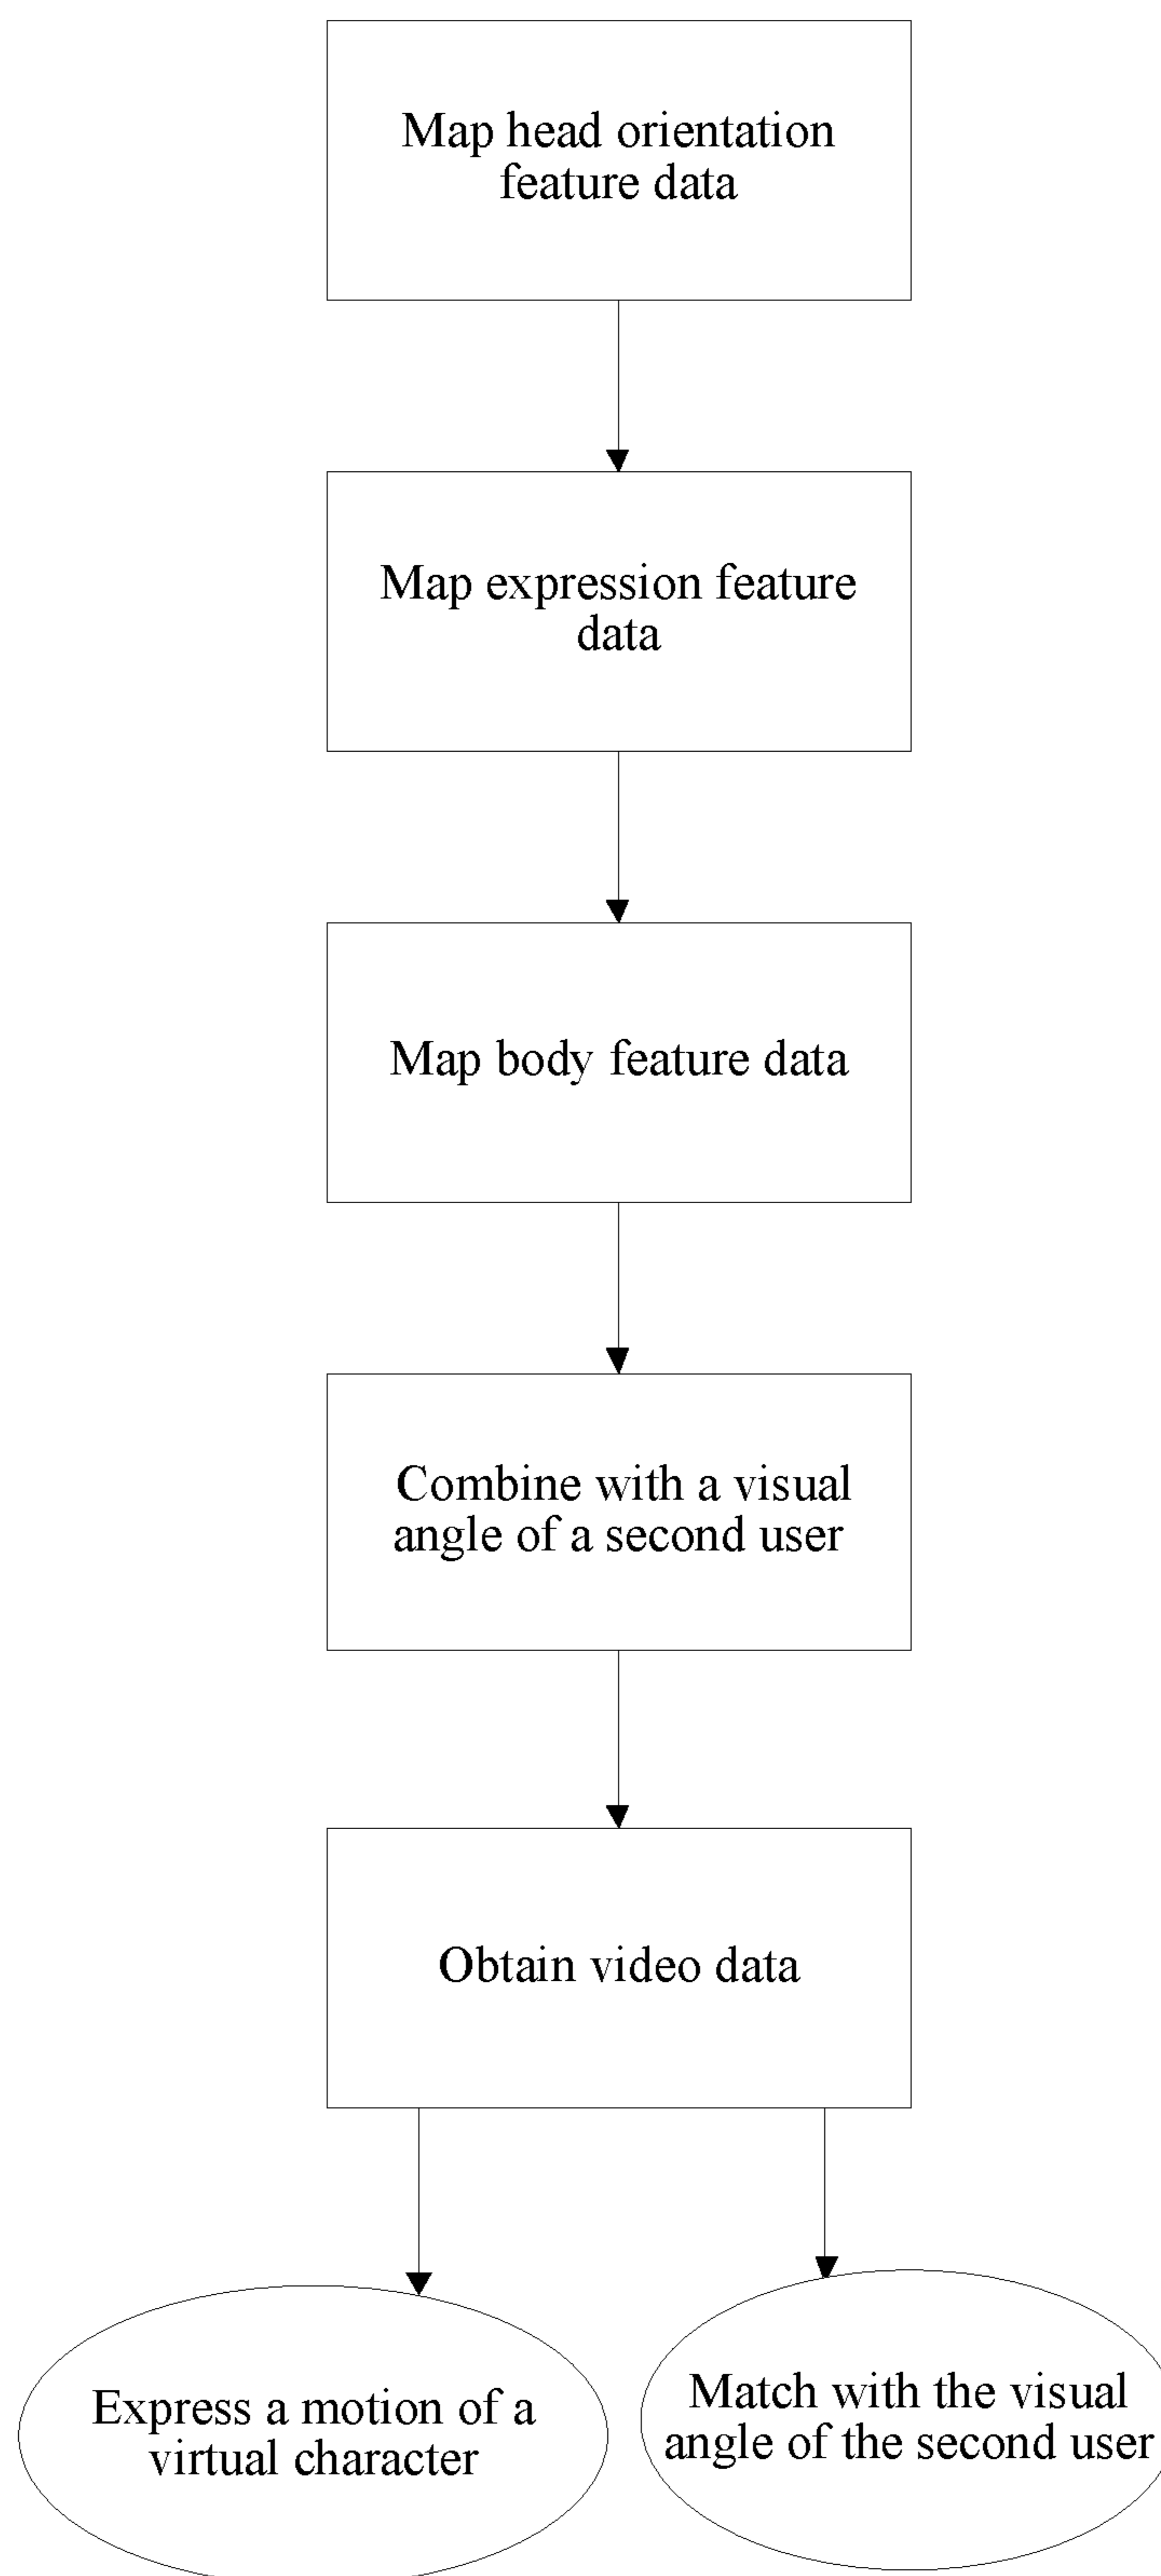 Map head orientation
feature data
Map expression feature
data
Map body feature data
Combine with a visual
angle of a second user
Obtain video data
Express a motion of a
virtual character
Match with the visual
angle of the second user